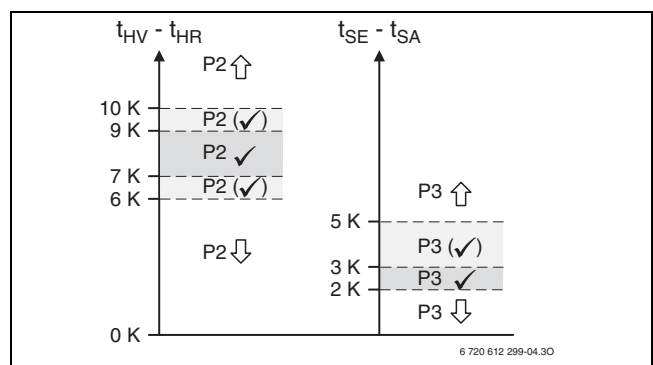 tHV - tHR
P2
10 K
P2 (✓)
9 K
P2 ✓
7 K
P2 (✓)
6 K
P2
0 K
tSE - tSA
P3
5 K
P3 (✓)
3 K
P3 ✓
2 K
P3
6 720 612 299-04.3O